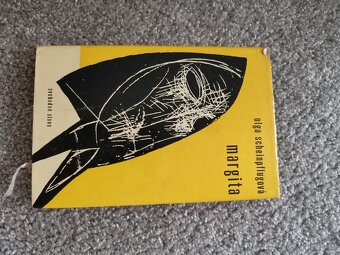 olga scheinpflugová
margita
svobodné slovo